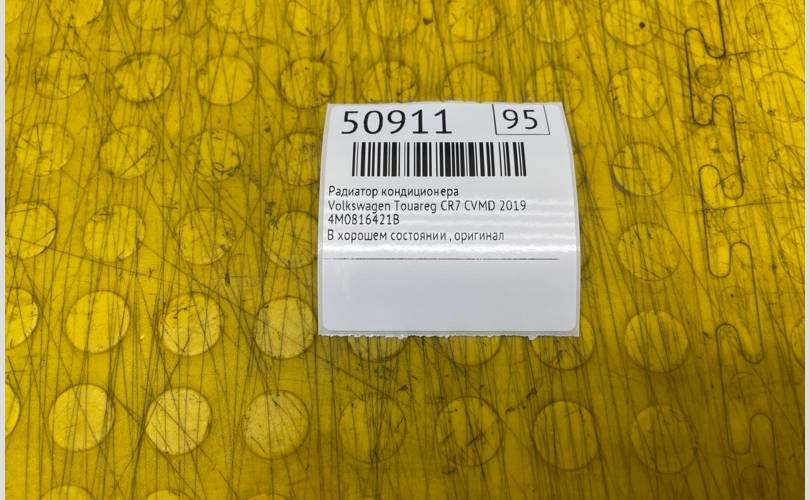 50911 95
Радиатор кондиционера
Volkswagen Touareg CR7 CVMD 2019
4M0816421B
В хорошем состоянии , оригинал